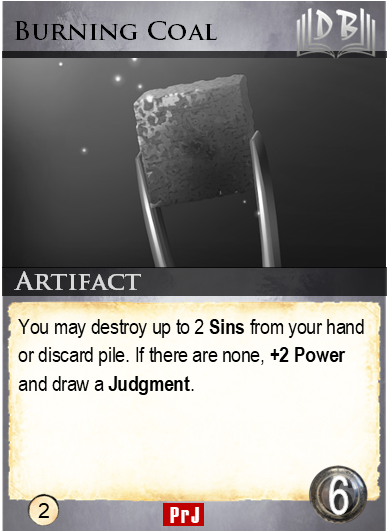 Burning Coal
DB
Artifact
You may destroy up to 2 Sins from your hand
or discard pile. If there are none, +2 Power
and draw a Judgment.
2
PrJ
6